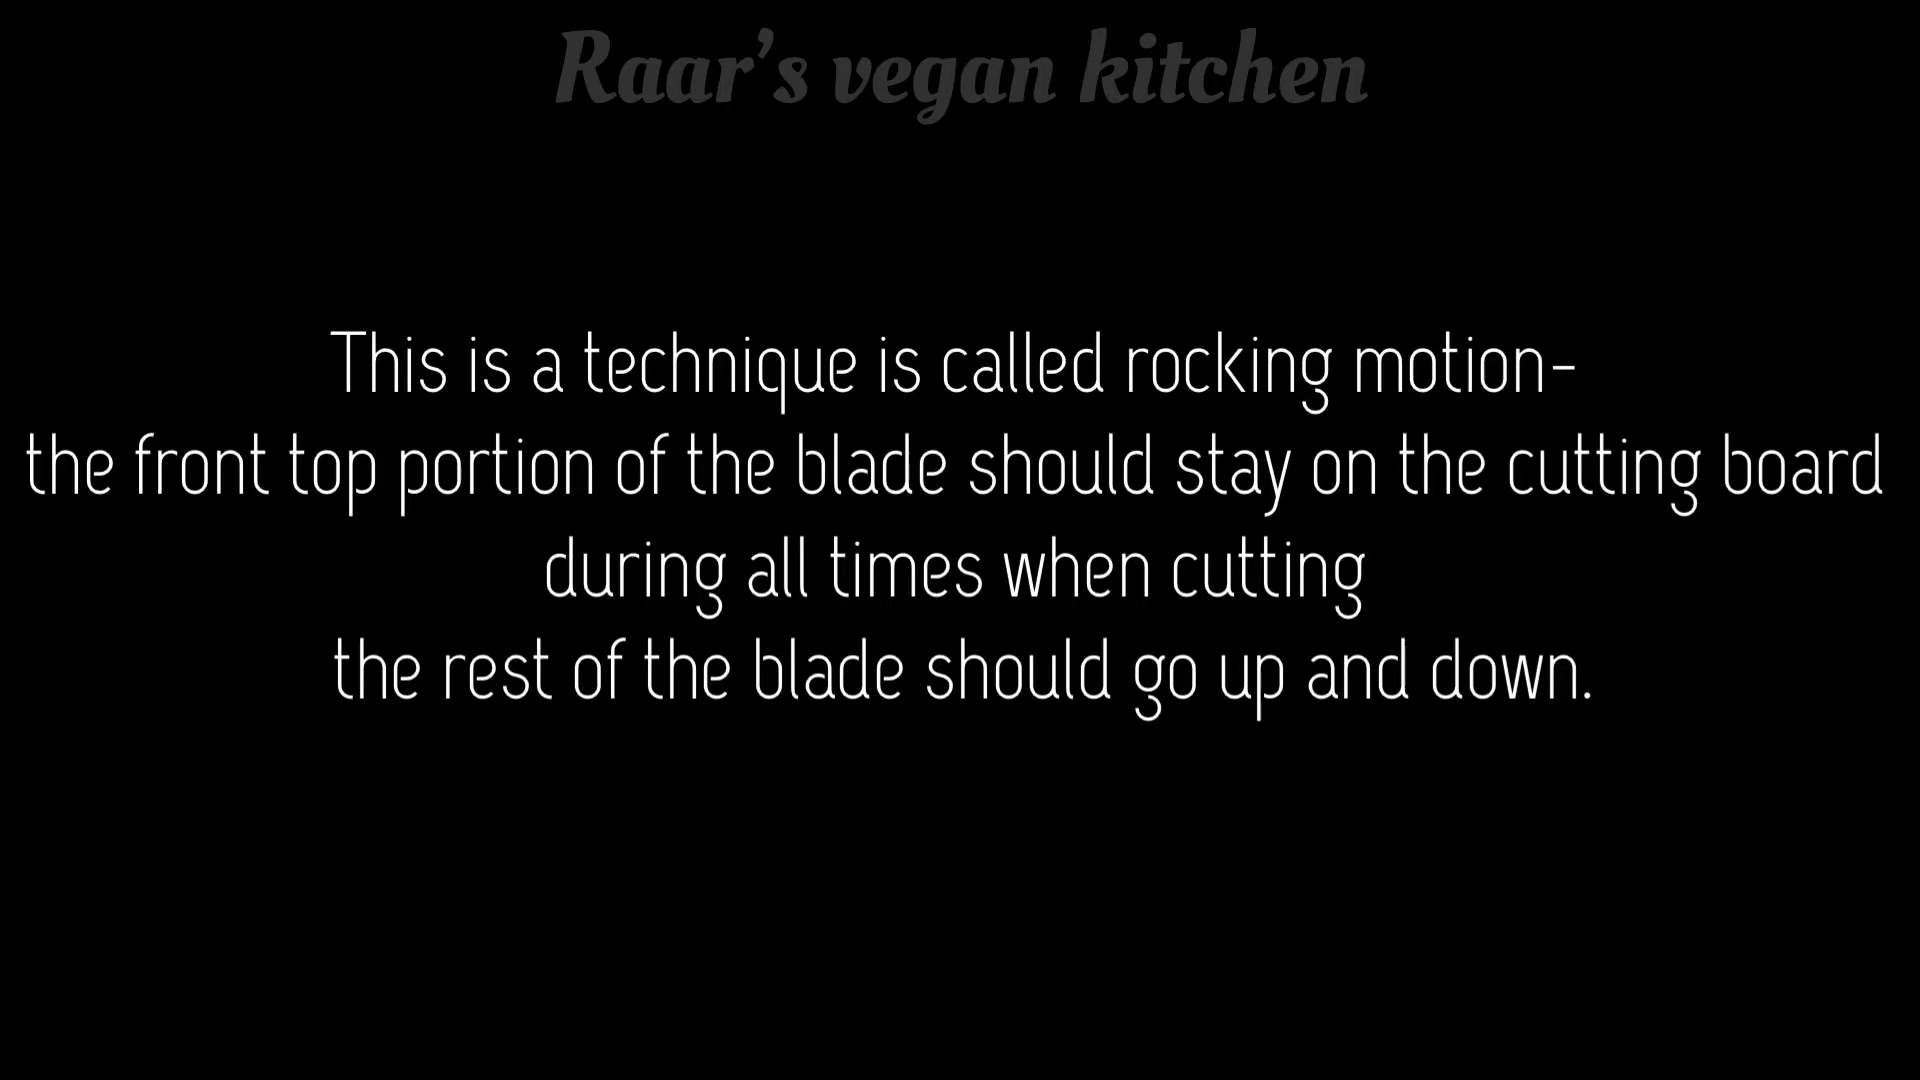 Raar's vegan kitchen
This is a technique is called rocking motion-
the front top portion of the blade should stay on the cutting board
during all times when cutting
the rest of the blade should go up and down.